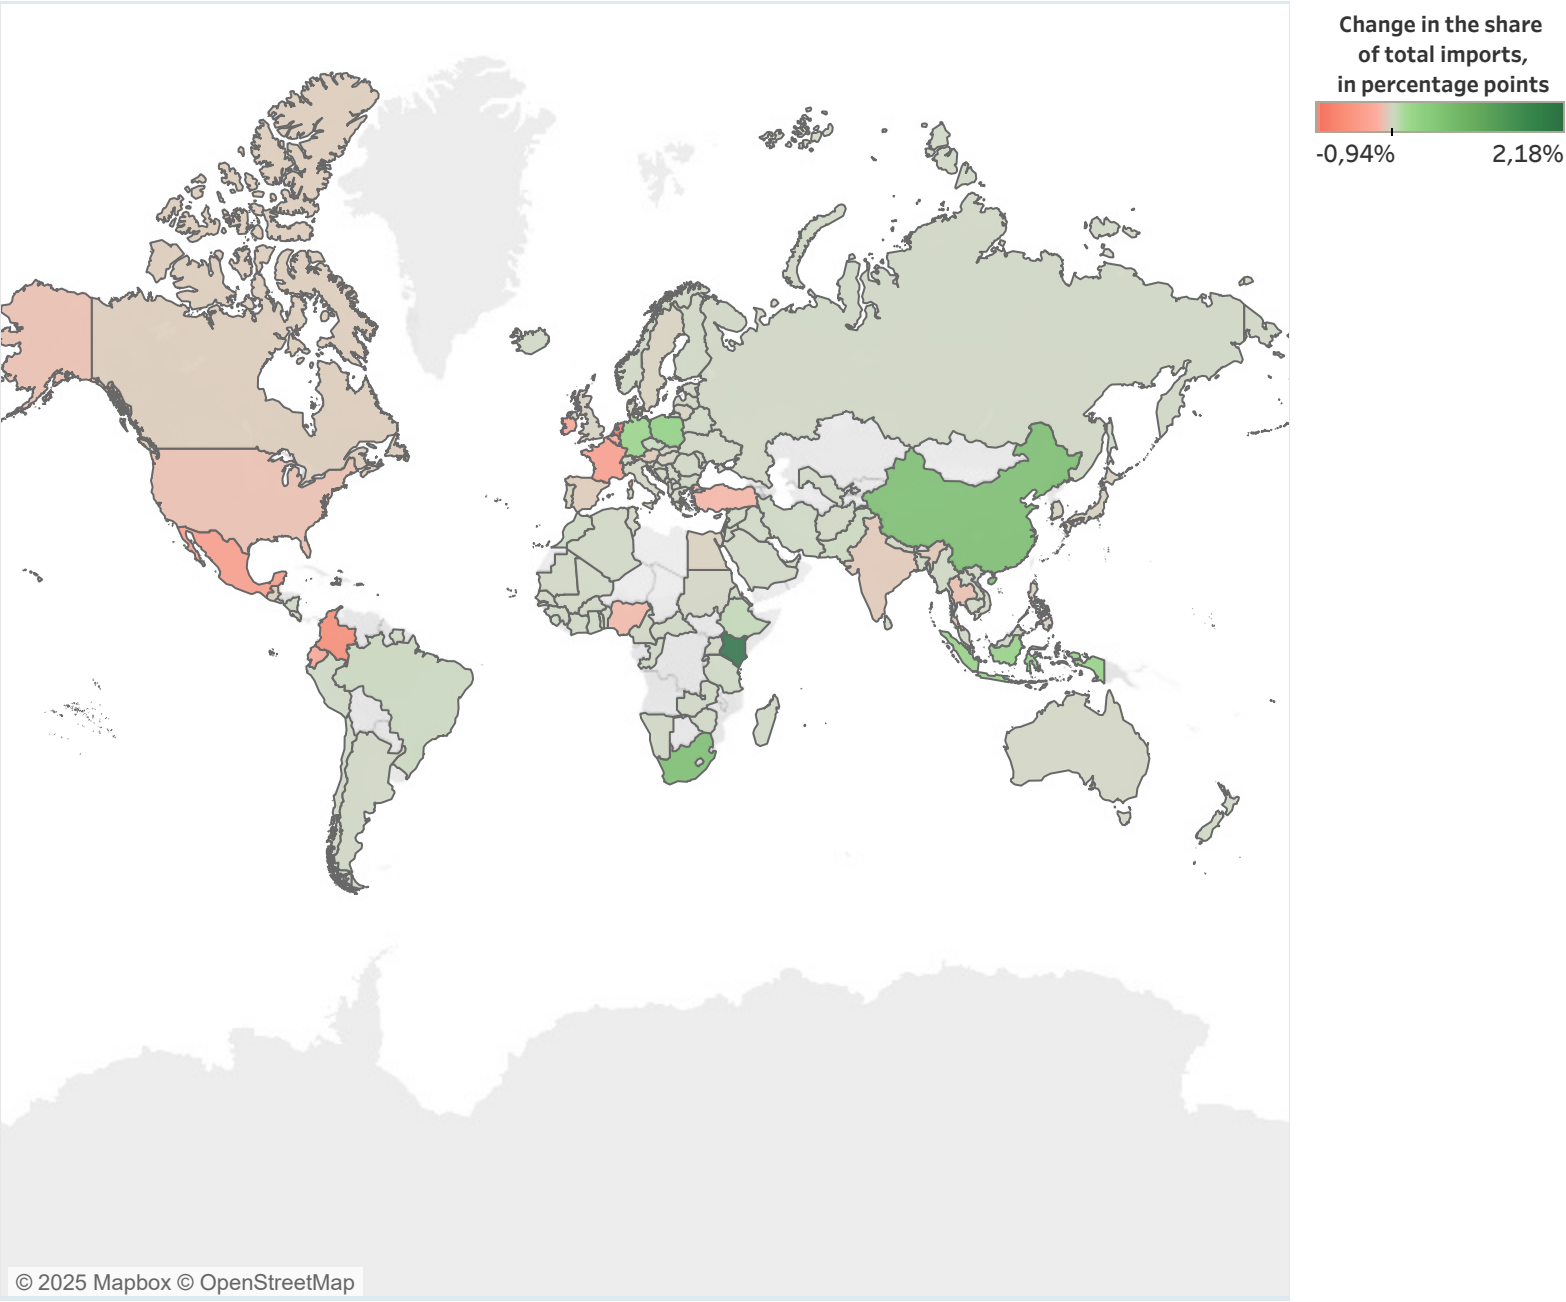 Change in the share
of total imports,
in percentage points
-0,94% 2,18%
© 2025 Mapbox © OpenStreetMap